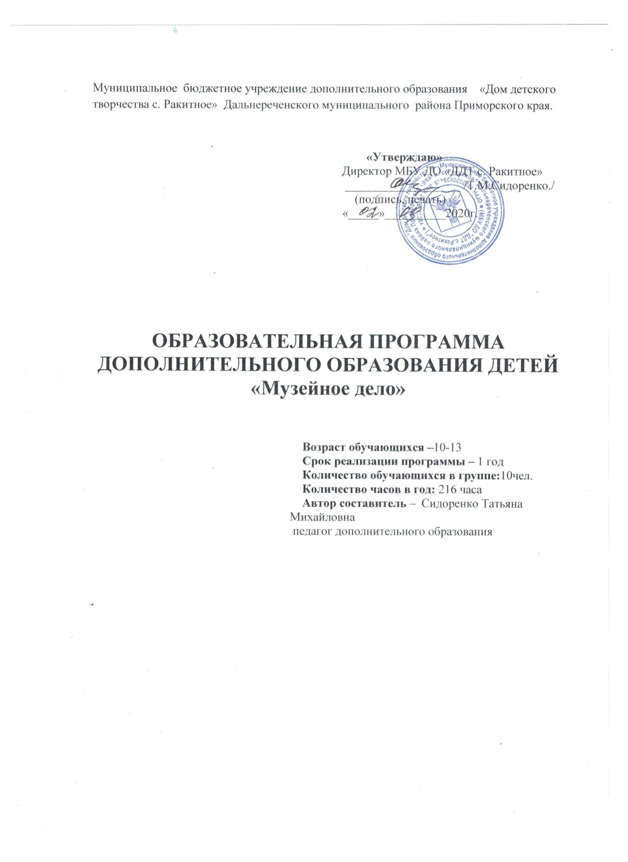 Муниципальное бюджетное учреждение дополнительного образования «Дом детского
творчества с. Ракитное» Дальнереченского муниципального района Приморского края.
«Утверждаю»
Директор МБУ ДО «ДДТ с. Ракитное»
Т.М.Сидоренко./
(подпись, печать)
« 02 » 2020г.
ОБРАЗОВАТЕЛЬНАЯ ПРОГРАММА
ДОПОЛНИТЕЛЬНОГО ОБРАЗОВАНИЯ ДЕТЕЙ
«Музейное дело»
Возраст обучающихся –10-13
Срок реализации программы – 1 год
Количество обучающихся в группе:10чел.
Количество часов в год: 216 часа
Автор составитель – Сидоренко Татьяна
Михайловна
педагог дополнительного образования